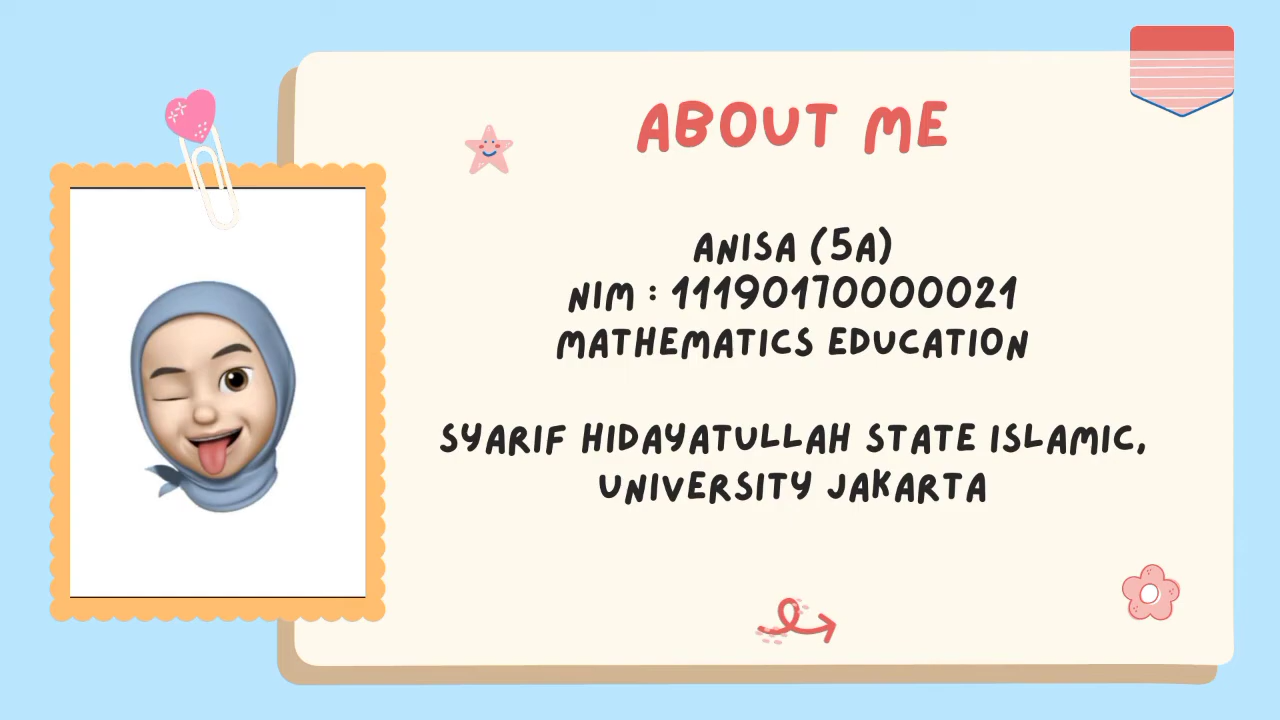 ABOUT ME
ANISA (5A)
NIM : 11190170000021
MATHEMATICS EDUCATION
SYARIF HIDAYATULLAH STATE ISLAMIC,
UNIVERSITY JAKARTA